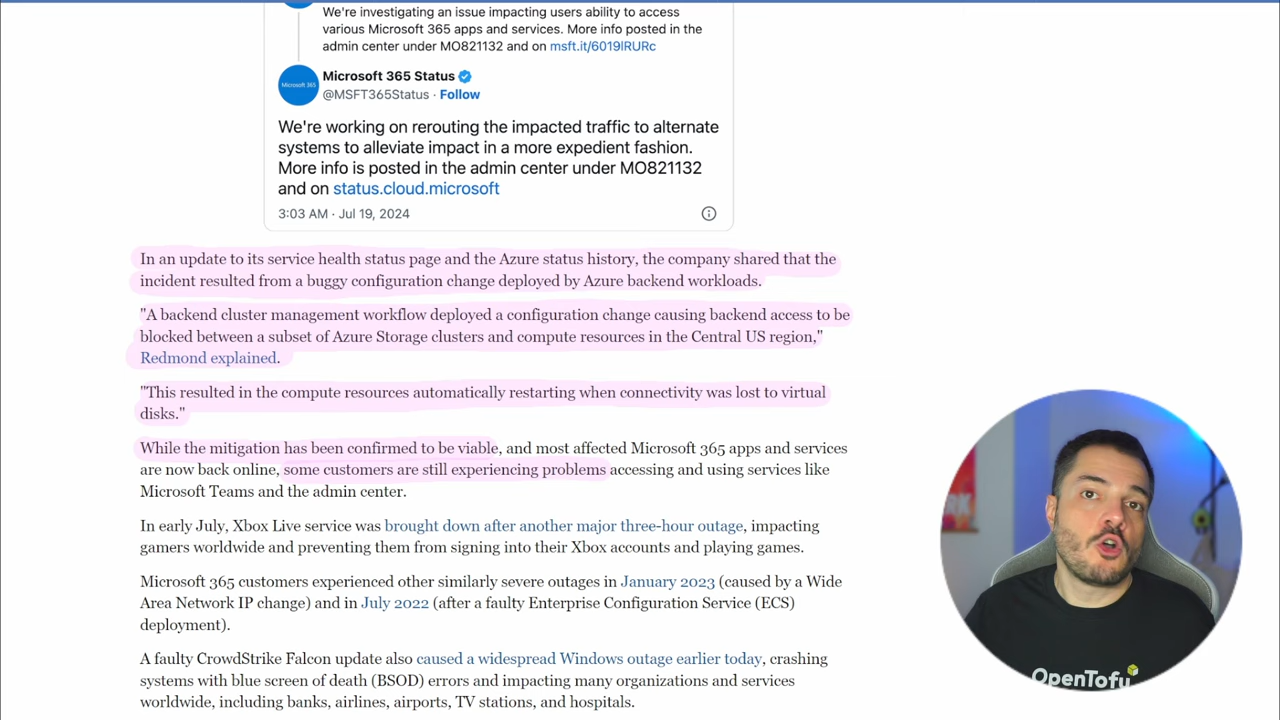 We're investigating an issue impacting users ability to access
various Microsoft 365 apps and services. More info posted in the
admin center under MO821132 and on msft.it/6019lRURc
Microsoft 365
Microsoft 365 Status
@MSFT365Status · Follow
We're working on rerouting the impacted traffic to alternate
systems to alleviate impact in a more expedient fashion.
More info is posted in the admin center under MO821132
and on status.cloud.microsoft
3:03 AM · Jul 19, 2024
In an update to its service health status page and the Azure status history, the company shared that the
incident resulted from a buggy configuration change deployed by Azure backend workloads.
"A backend cluster management workflow deployed a configuration change causing backend access to be
blocked between a subset of Azure Storage clusters and compute resources in the Central US region,"
Redmond explained.
"This resulted in the compute resources automatically restarting when connectivity was lost to virtual
disks."
While the mitigation has been confirmed to be viable, and most affected Microsoft 365 apps and services
are now back online, some customers are still experiencing problems accessing and using services like
Microsoft Teams and the admin center.
In early July, Xbox Live service was brought down after another major three-hour outage, impacting
gamers worldwide and preventing them from signing into their Xbox accounts and playing games.
Microsoft 365 customers experienced other similarly severe outages in January 2023 (caused by a Wide
Area Network IP change) and in July 2022 (after a faulty Enterprise Configuration Service (ECS)
deployment).
A faulty CrowdStrike Falcon update also caused a widespread Windows outage earlier today, crashing
systems with blue screen of death (BSOD) errors and impacting many organizations and services
worldwide, including banks, airlines, airports, TV stations, and hospitals.
OpenTofu